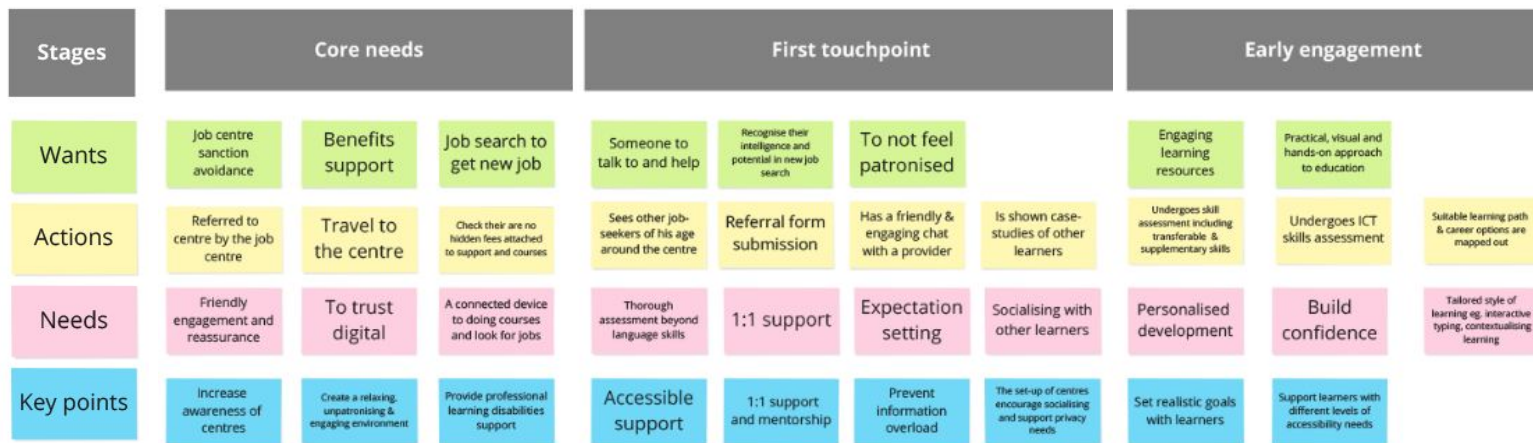 Stages
Core needs
First touchpoint
Early engagement
Wants
Job centre
sanction
avoidance
Benefits
support
Job search to
get new job
Someone to
talk to and help
Recognise their
intelligence and
potential in new job
search
To not feel
patronised
Engaging
learning
resources
Practical, visual and
hands-on approach
to education
Actions
Referred to
centre by the job
centre
Travel to
the centre
Check their are no
hidden fees attached
to support and courses
Sees other job-
seekers of his age
around the centre
Referral form
submission
Has a friendly &
engaging chat
with a provider
Is shown case-
studies of other
learners
Undergoes skill
assessment including
transferable &
supplementary skills
Undergoes ICT
skills assessment
Suitable learning path
& career options are
mapped out
Needs
Friendly
engagement and
reassurance
To trust
digital
A connected device
to doing courses
and look for jobs
Thorough
assessment beyond
language skills
1:1 support
Expectation
setting
Socialising with
other learners
Personalised
development
Build
confidence
Tailored style of
learning eg. interactive
typing, contextualising
learning
Key points
Increase
awareness of
centres
Create a relaxing,
unpatronising &
engaging environment
Provide professional
learning disabilities
support
Accessible
support
1:1 support
and mentorship
Prevent
information
overload
The set-up of centres
encourage socialising
and support privacy
needs
Set realistic goals
with learners
Support learners with
different levels of
accessibility needs